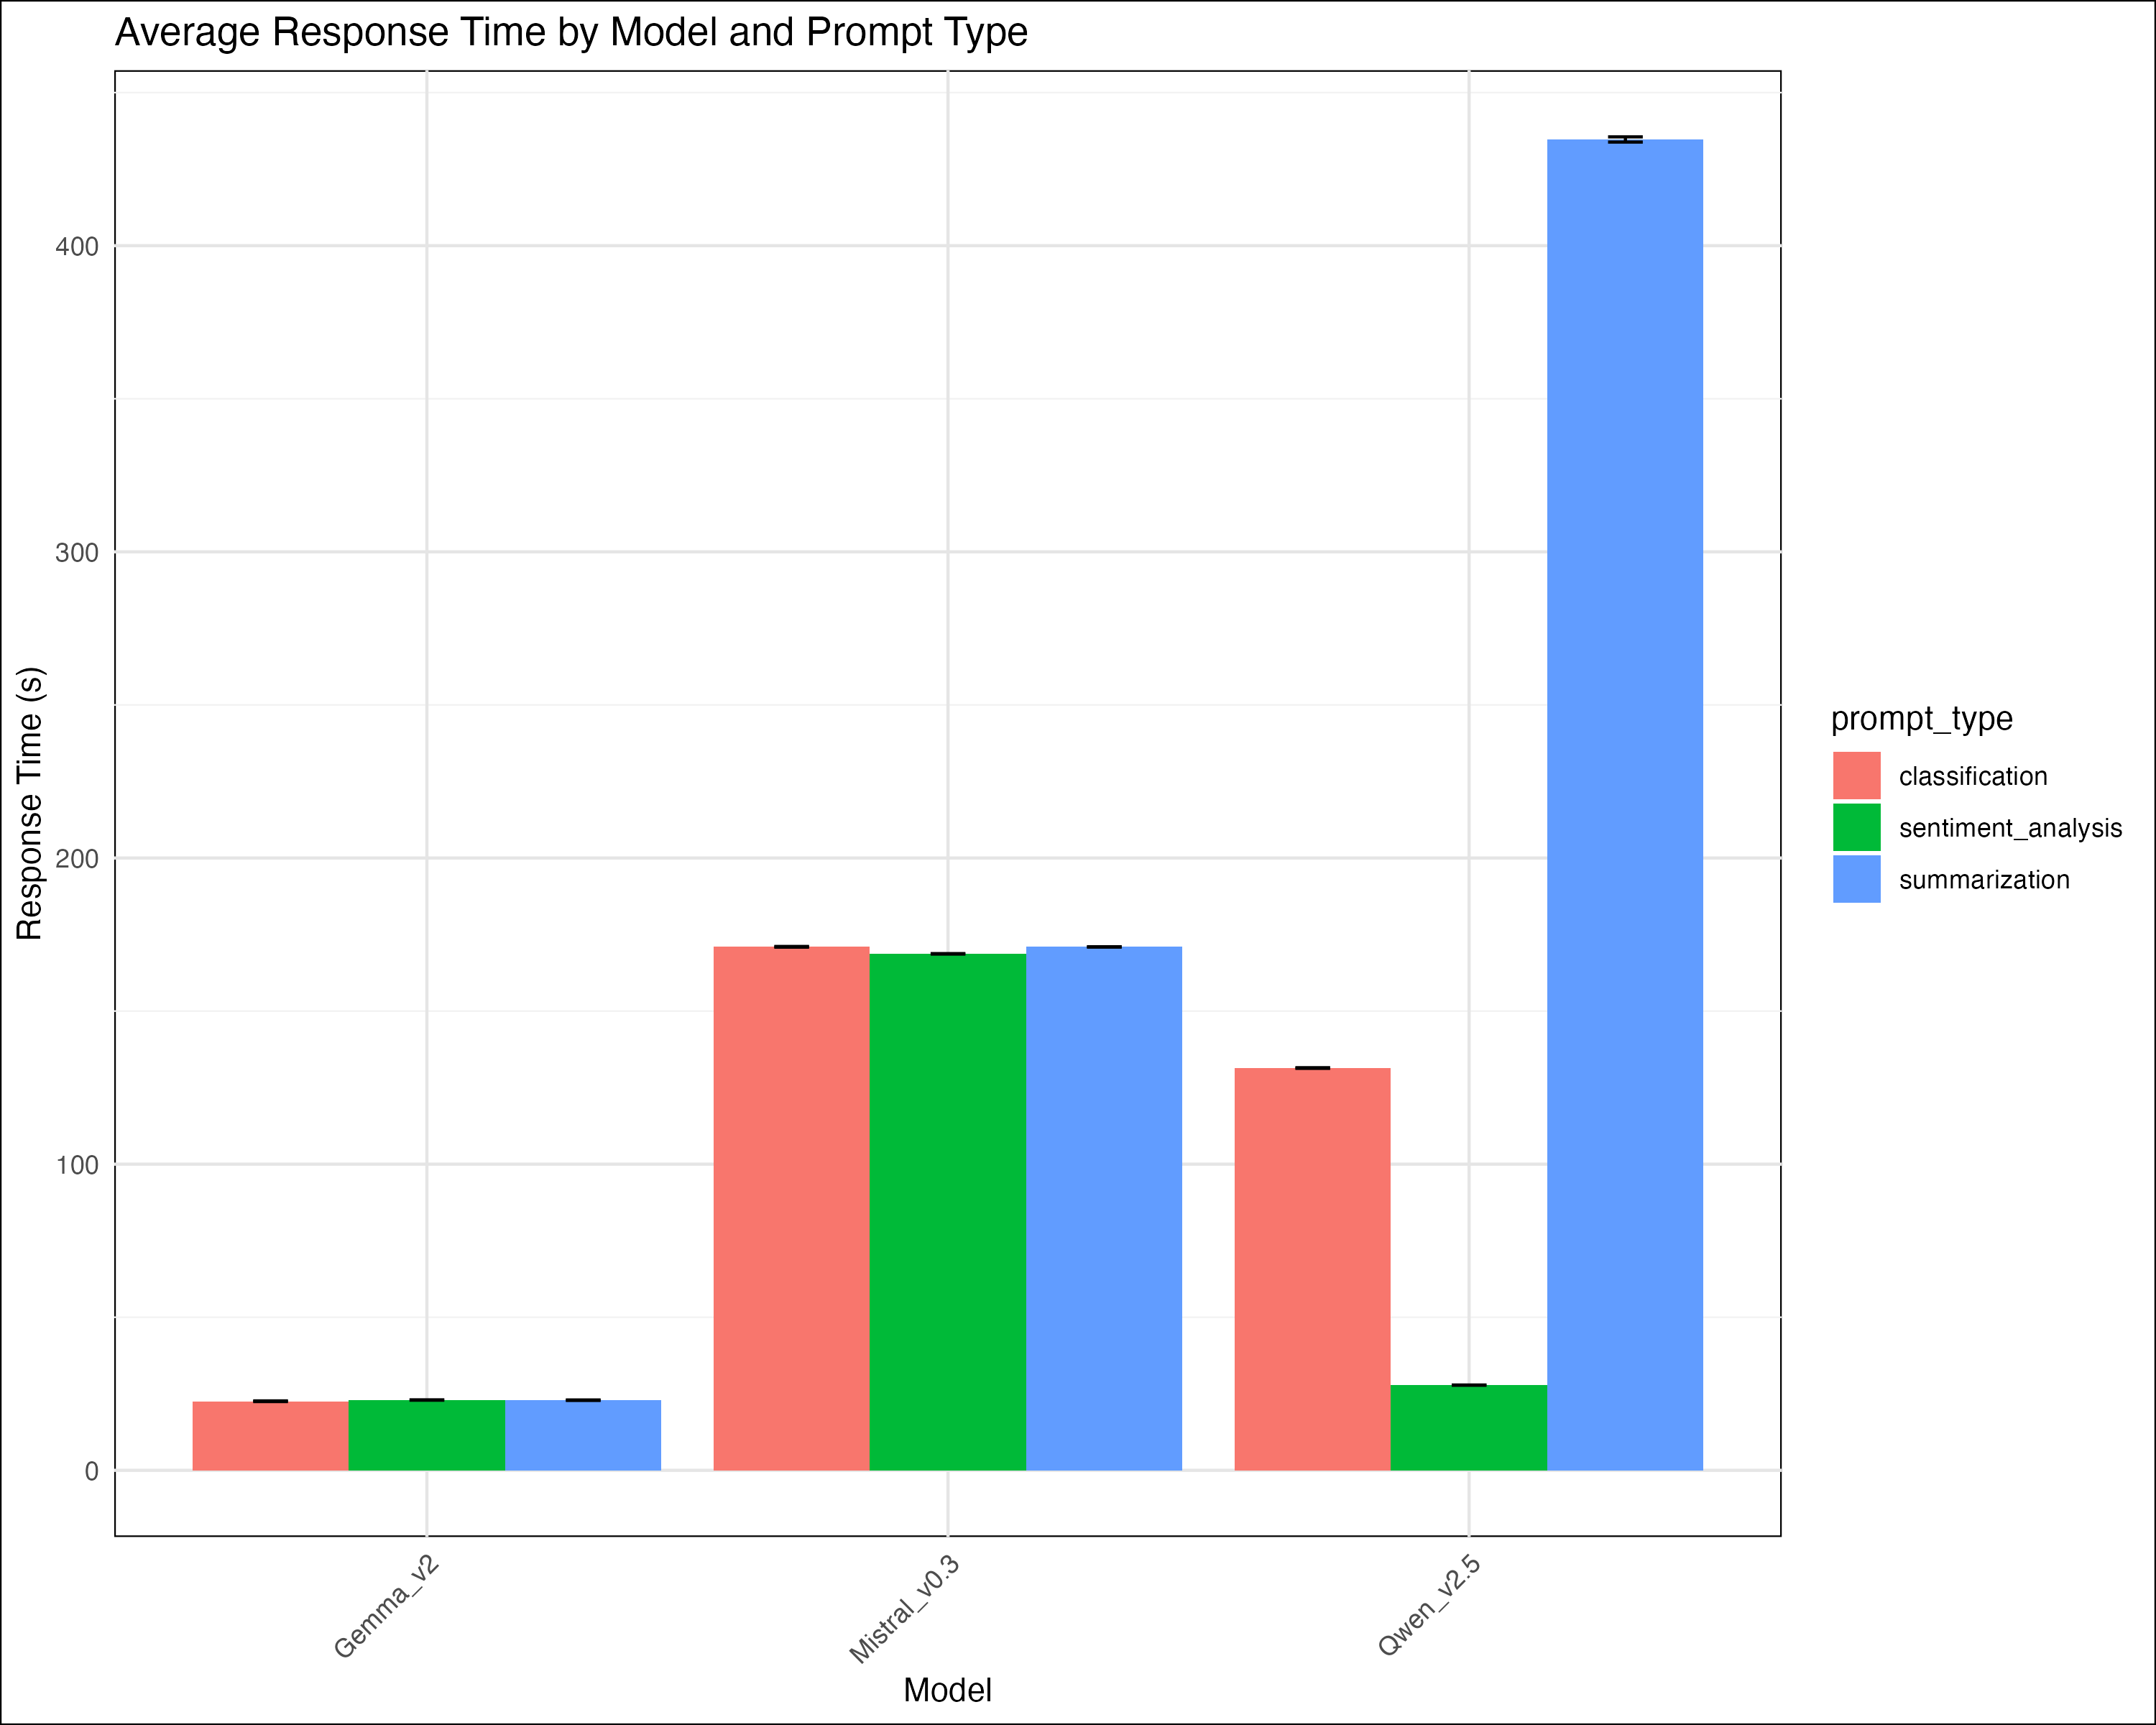 Average Response Time by Model and Prompt Type
Response Time (s)
400
300
200
100
0
Gemma_v2
Mistral_v0.3
Qwen_v2.5
Model
prompt_type
classification
sentiment_analysis
summarization